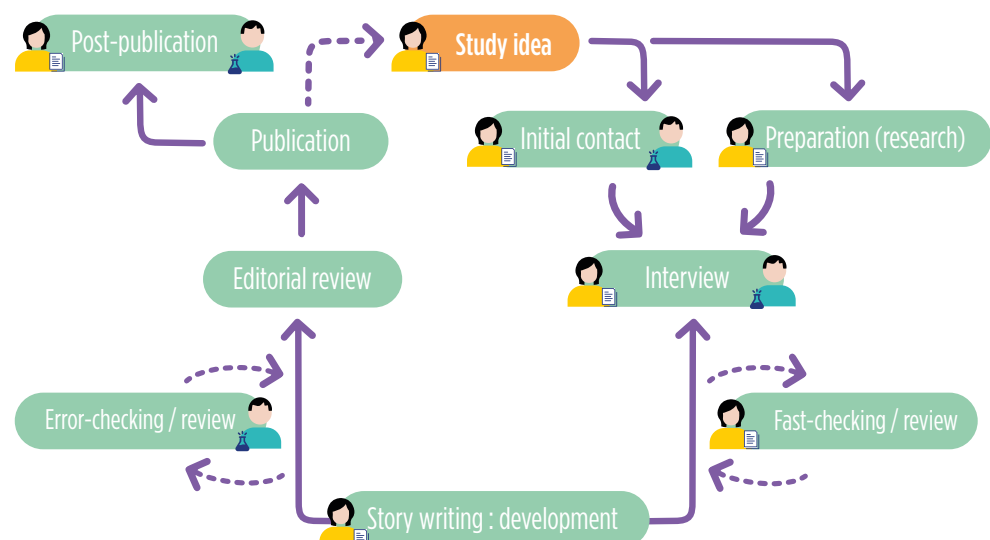 Post-publication
Study idea
Publication
Initial contact
Preparation (research)
Editorial review
Interview
Error-checking / review
Fast-checking / review
Story writing : development